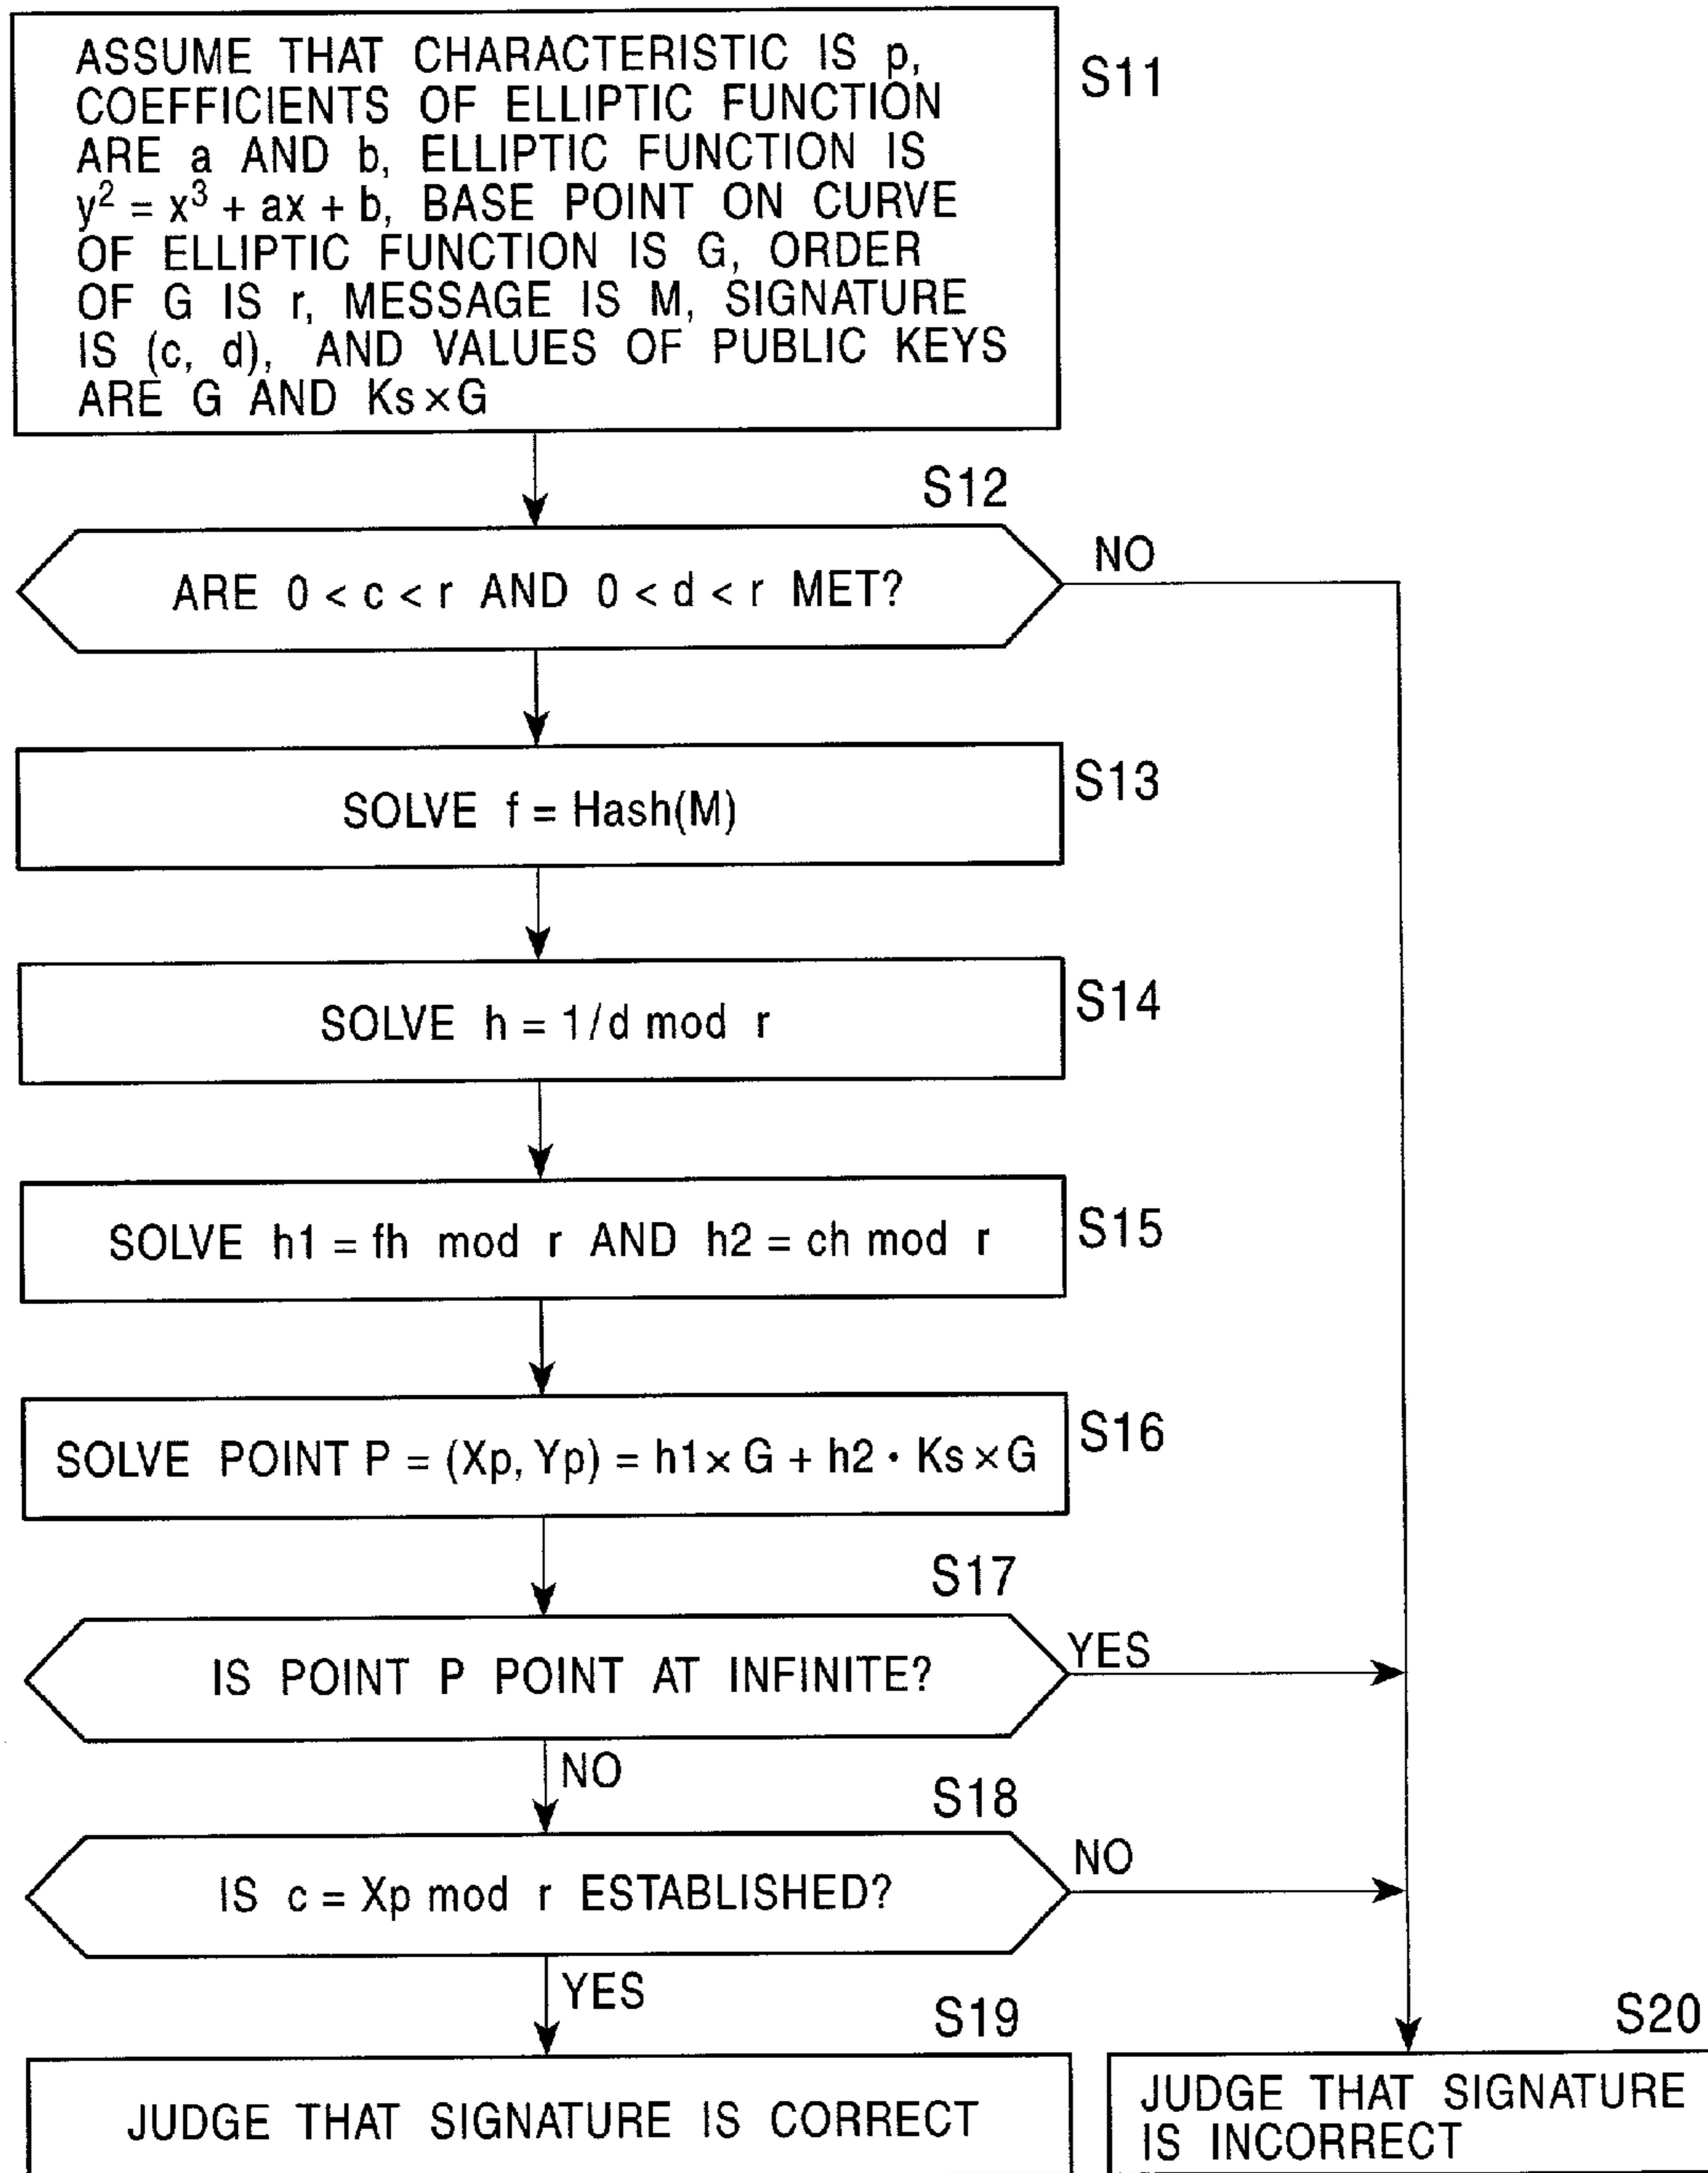 ASSUME THAT CHARACTERISTIC IS p,
COEFFICIENTS OF ELLIPTIC FUNCTION
ARE a AND b, ELLIPTIC FUNCTION IS
y² = x³ + ax + b, BASE POINT ON CURVE
OF ELLIPTIC FUNCTION IS G, ORDER
OF G IS r, MESSAGE IS M, SIGNATURE
IS (c, d), AND VALUES OF PUBLIC KEYS
ARE G AND Ks×G
S11
S12
ARE 0 < c < r AND 0 < d < r MET?
NO
SOLVE f = Hash(M)
S13
SOLVE h = 1/d mod r
S14
SOLVE h1 = fh mod r AND h2 = ch mod r
S15
SOLVE POINT P = (Xp, Yp) = h1×G + h2・Ks×G
S16
S17
IS POINT P POINT AT INFINITE?
YES
NO
S18
IS c = Xp mod r ESTABLISHED?
NO
YES
S19
JUDGE THAT SIGNATURE IS CORRECT
S20
JUDGE THAT SIGNATURE
IS INCORRECT